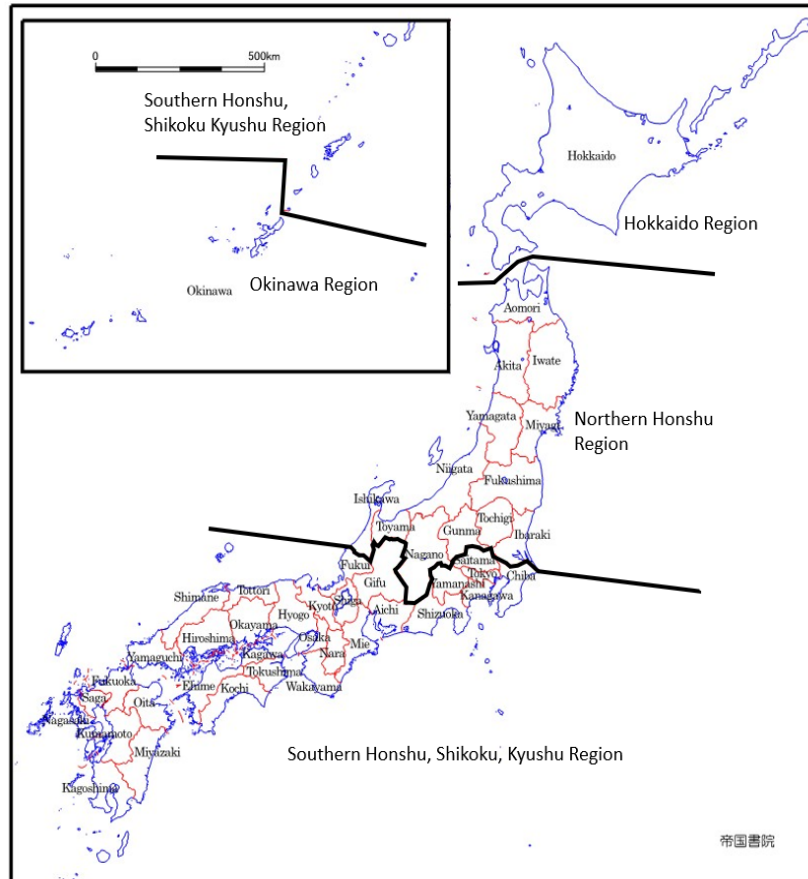 0
500km
Southern Honshu,
Shikoku Kyushu Region
Okinawa
Okinawa Region
Hokkaido
Hokkaido Region
Aomori
Akita
Iwate
Yamagata
Miyagi
Northern Honshu
Region
Niigata
Fukushima
Ishikawa
Toyama
Gunma
Tochigi
Ibaraki
Nagano
Saitama
Fukui
Gifu
Tokyo
Chiba
Yamanashi
Kanagawa
Shizuoka
Aichi
Shiga
Kyoto
Tottori
Shimane
Hyogo
Okayama
Hiroshima
Osaka
Mie
Nara
Kagawa
Yamaguchi
Tokushima
Wakayama
Ehime
Kochi
Fukuoka
Saga
Oita
Nagasaki
Kumamoto
Miyazaki
Kagoshima
Southern Honshu, Shikoku, Kyushu Region
帝国書院